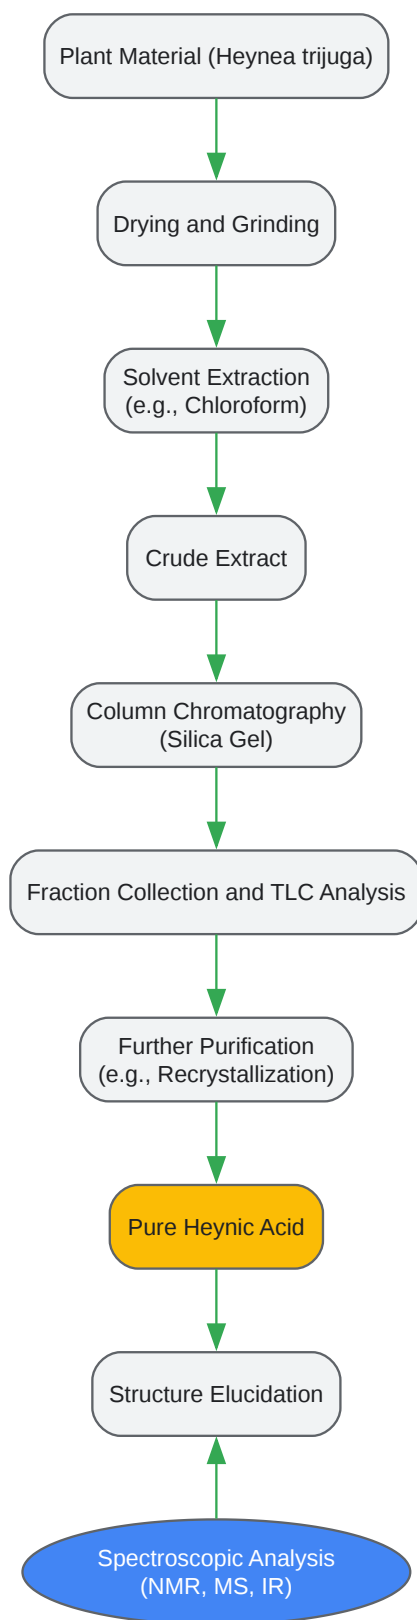 Plant Material (Heynea trijuga)
Drying and Grinding
Solvent Extraction
(e.g., Chloroform)
Crude Extract
Column Chromatography
(Silica Gel)
Fraction Collection and TLC Analysis
Further Purification
(e.g., Recrystallization)
Pure Heynic Acid
Structure Elucidation
Spectroscopic Analysis
(NMR, MS, IR)